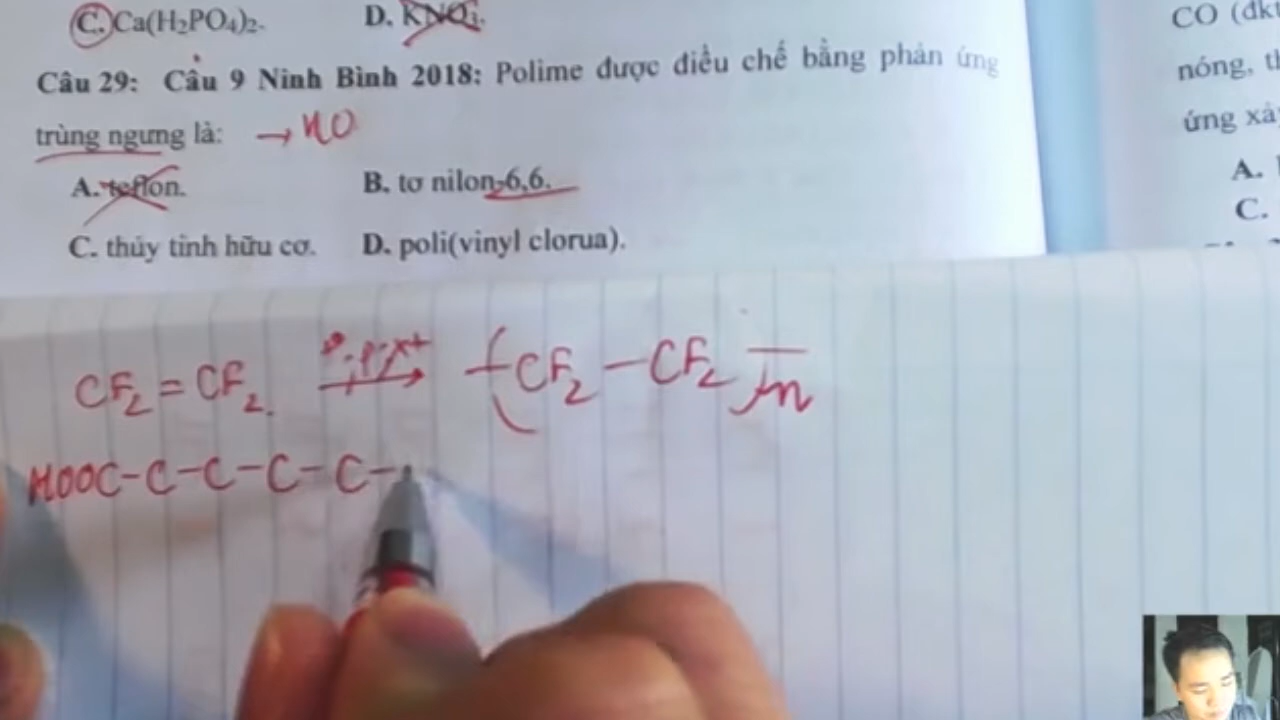 C. Ca(H₂PO₄)₂. D. KNO₃.
Câu 29: Câu 9 Ninh Bình 2018: Polime được điều chế bằng phản ứng
trùng ngưng là: → H₂O
A. teflon. B. tơ nilon-6,6.
C. thủy tinh hữu cơ. D. poli(vinyl clorua).
CF₂ = CF₂
(CF₂ – CF₂)n
HOOC-C-C-C-C-
CO (đkt
nóng, th
ứng xảy
A.
C.